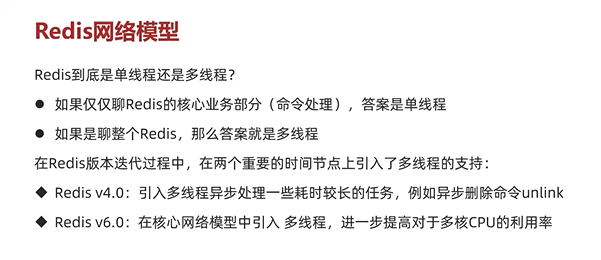 Redis网络模型
Redis到底是单线程还是多线程？
● 如果仅仅聊Redis的核心业务部分（命令处理），答案是单线程
● 如果是聊整个Redis，那么答案就是多线程
在Redis版本迭代过程中，在两个重要的时间节点上引入了多线程的支持：
◆ Redis v4.0：引入多线程异步处理一些耗时较长的任务，例如异步删除命令unlink
◆ Redis v6.0：在核心网络模型中引入 多线程，进一步提高对于多核CPU的利用率